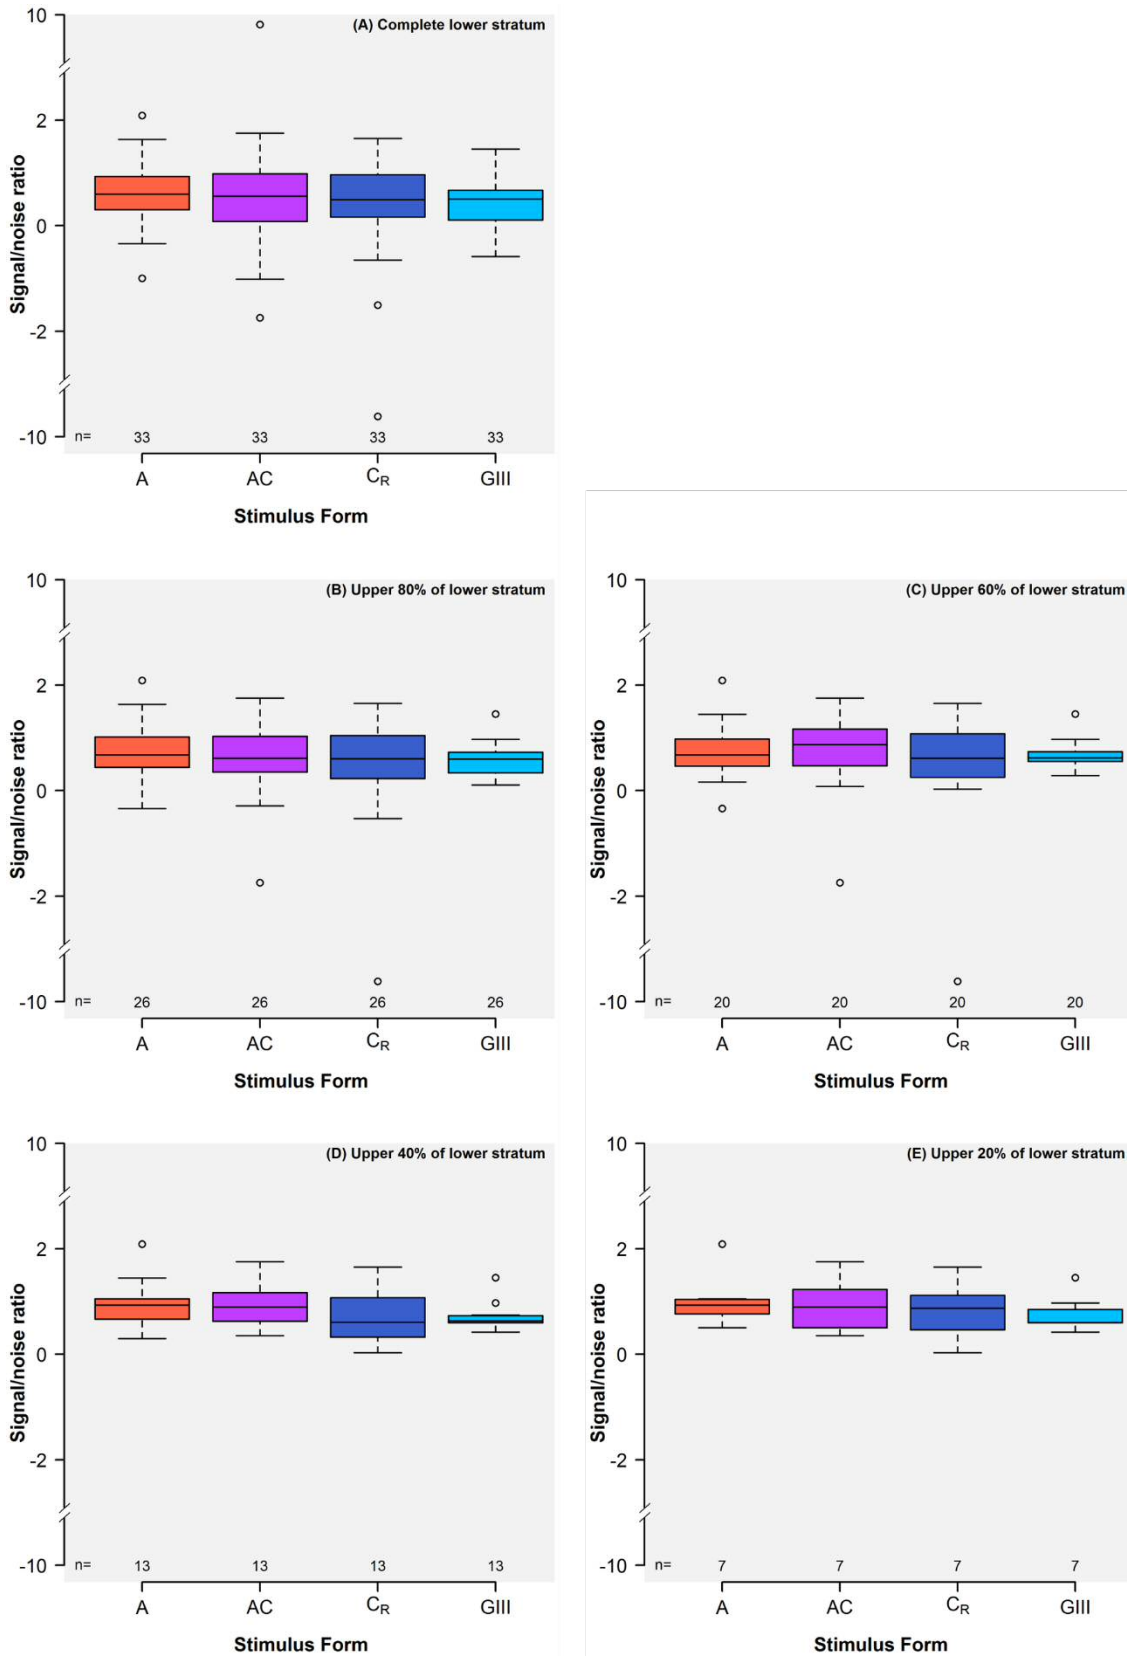 (A) Complete lower stratum
Signal/noise ratio
10
2
0
-2
-10
n= 33 33 33 33
A AC CR GIII
Stimulus Form
(B) Upper 80% of lower stratum
Signal/noise ratio
10
2
0
-2
-10
n= 26 26 26 26
A AC CR GIII
Stimulus Form
(C) Upper 60% of lower stratum
Signal/noise ratio
10
2
0
-2
-10
n= 20 20 20 20
A AC CR GIII
Stimulus Form
(D) Upper 40% of lower stratum
Signal/noise ratio
10
2
0
-2
-10
n= 13 13 13 13
A AC CR GIII
Stimulus Form
(E) Upper 20% of lower stratum
Signal/noise ratio
10
2
0
-2
-10
n= 7 7 7 7
A AC CR GIII
Stimulus Form